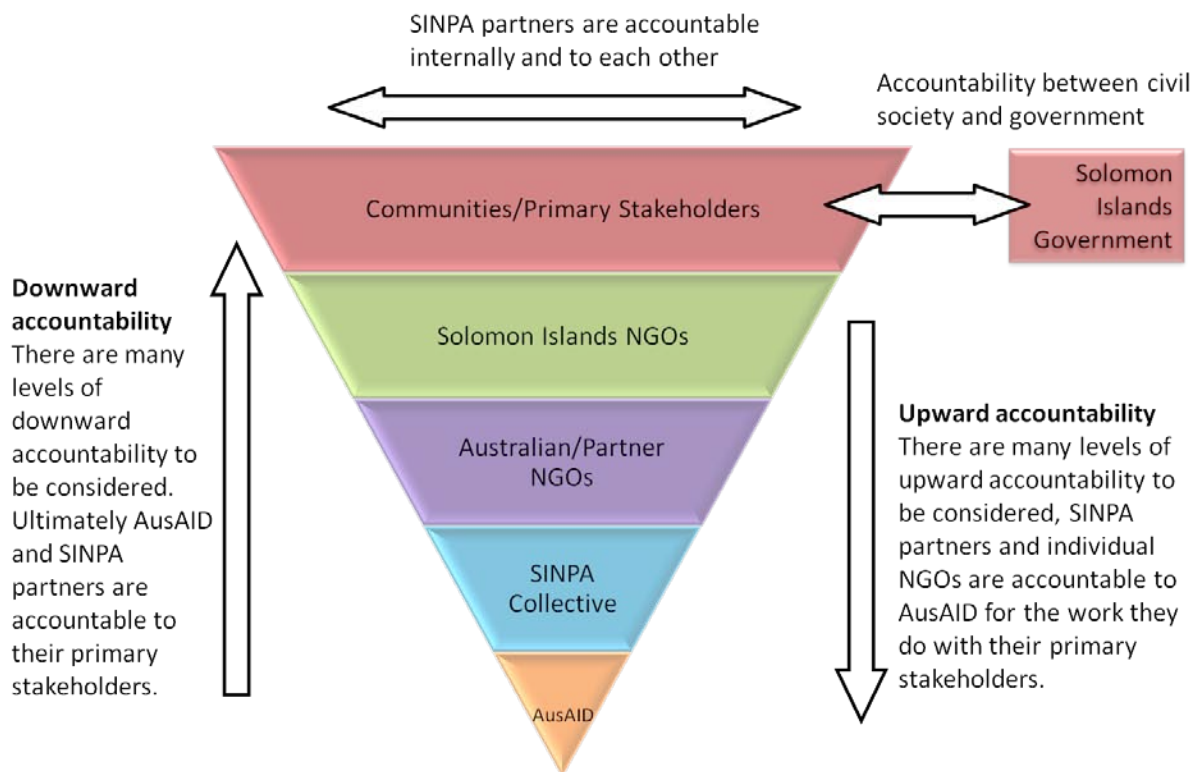 SINPA partners are accountable
internally and to each other
Accountability between civil
society and government
Communities/Primary Stakeholders
Solomon
Islands
Government
Downward
accountability
There are many
levels of
downward
accountability to
be considered.
Ultimately AusAID
and SINPA
partners are
accountable to
their primary
stakeholders.
Solomon Islands NGOs
Australian/Partner
NGOs
SINPA
Collective
AusAID
Upward accountability
There are many levels of
upward accountability to
be considered, SINPA
partners and individual
NGOs are accountable to
AusAID for the work they
do with their primary
stakeholders.